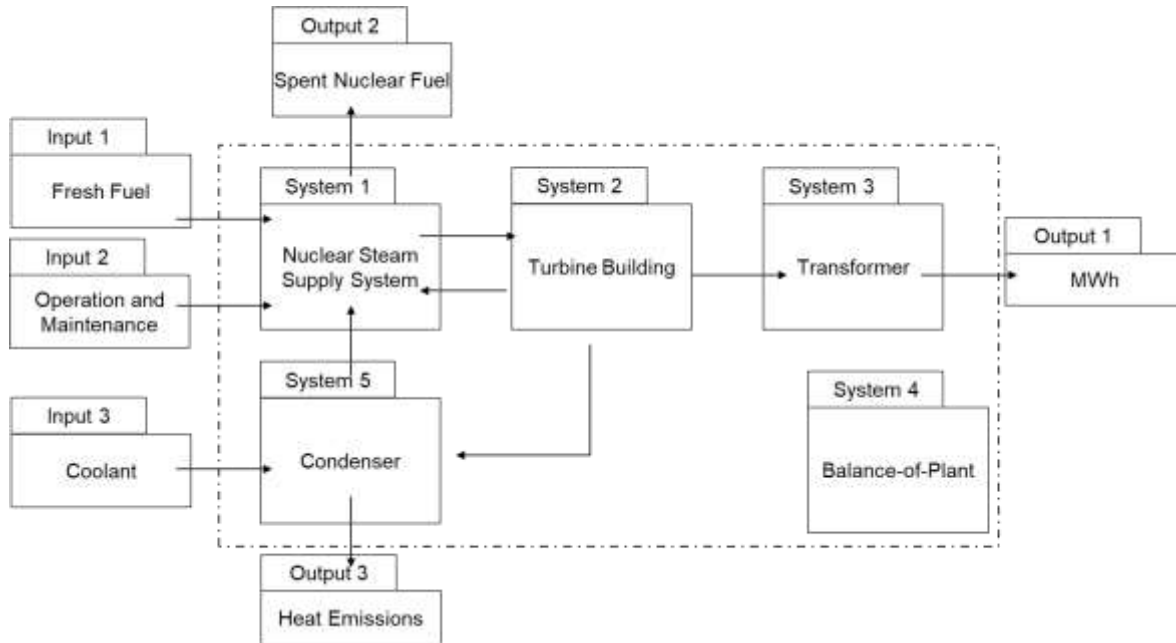 Output 2
Spent Nuclear Fuel
Input 1
Fresh Fuel
System 1
Nuclear Steam
Supply System
System 2
Turbine Building
System 3
Transformer
Output 1
MWh
Input 2
Operation and
Maintenance
System 5
Condenser
System 4
Balance-of-Plant
Input 3
Coolant
Output 3
Heat Emissions